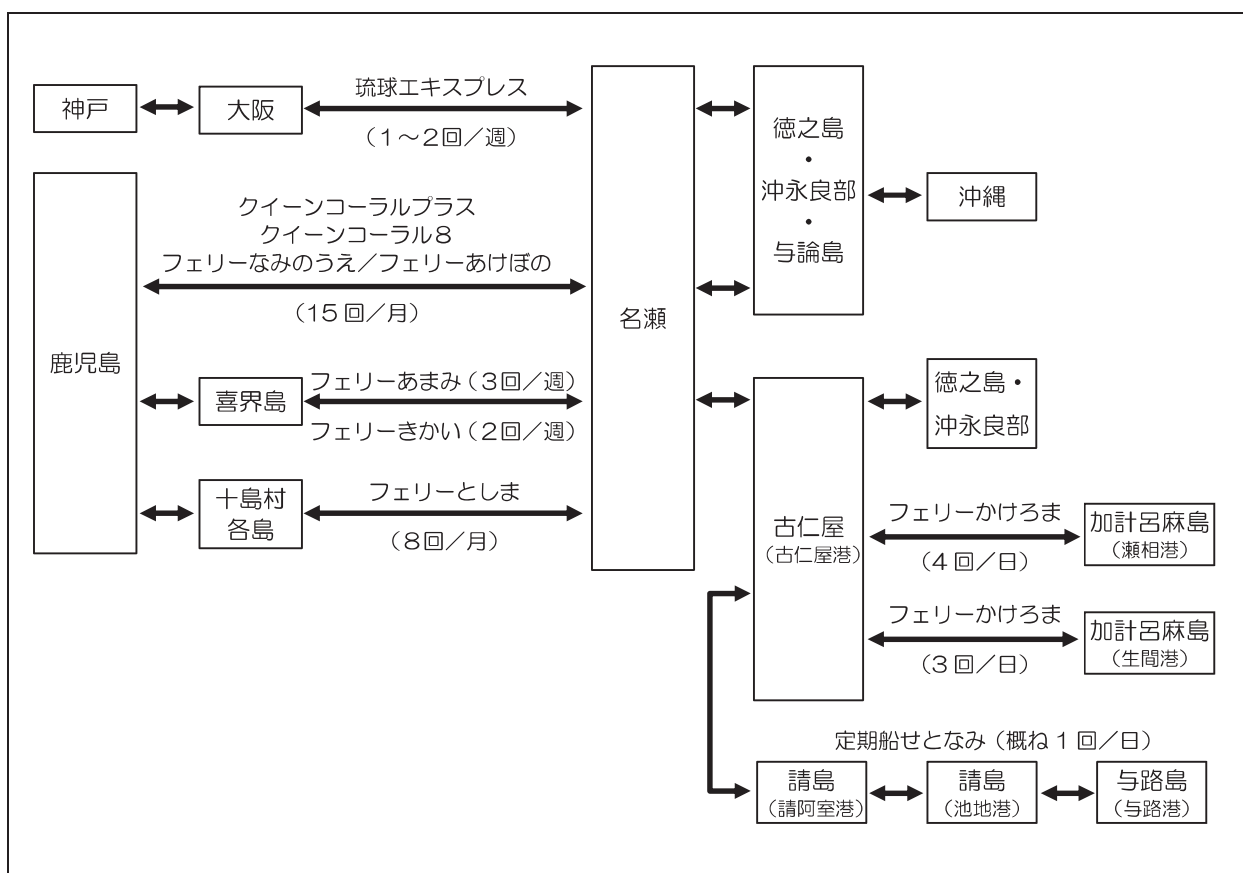 神戸
大阪
琉球エキスプレス
（1～2回／週）
鹿児島
クイーンコーラルプラス
クイーンコーラル8
フェリーなみのうえ／フェリーあけぼの
（15回／月）
喜界島
フェリーあまみ（3回／週）
フェリーきかい（2回／週）
十島村
各島
フェリーとしま
（8回／月）
名瀬
徳之島
・
沖永良部
・
与論島
沖縄
徳之島・
沖永良部
古仁屋
（古仁屋港）
フェリーかけろま
（4回／日）
加計呂麻島
（瀬相港）
フェリーかけろま
（3回／日）
加計呂麻島
（生間港）
定期船せとなみ（概ね1回／日）
請島
（請阿室港）
請島
（池地港）
与路島
（与路港）